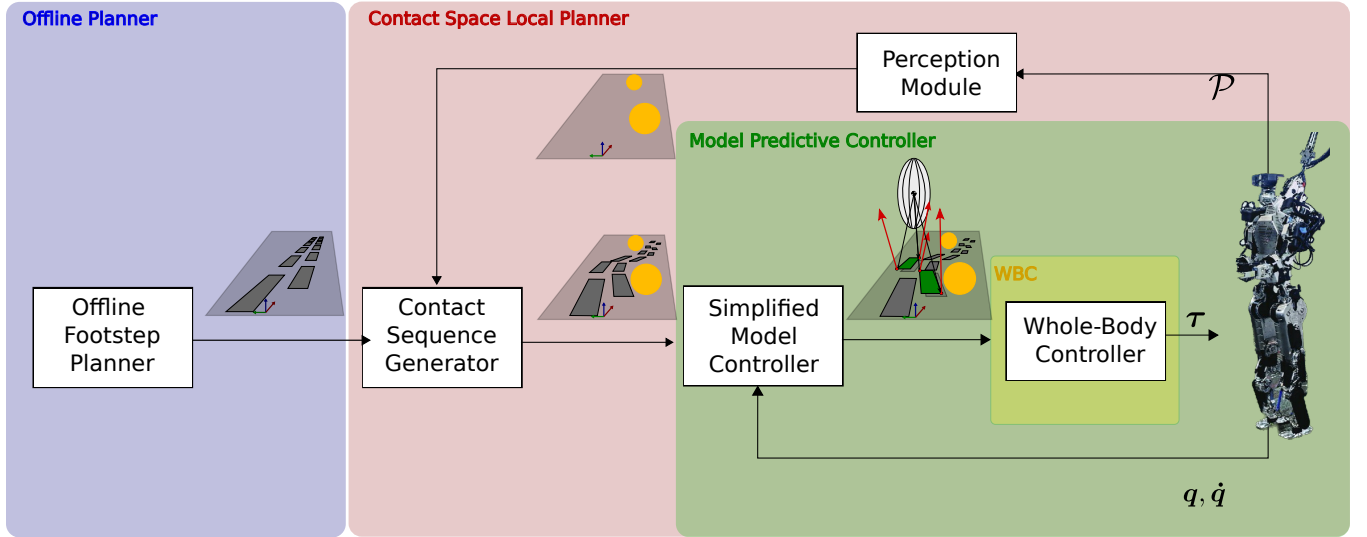 Offline Planner
Contact Space Local Planner
Perception
Module
𝒫
Model Predictive Controller
WBC
Offline
Footstep
Planner
Contact
Sequence
Generator
Simplified
Model
Controller
Whole-Body
Controller
τ
q, q̇